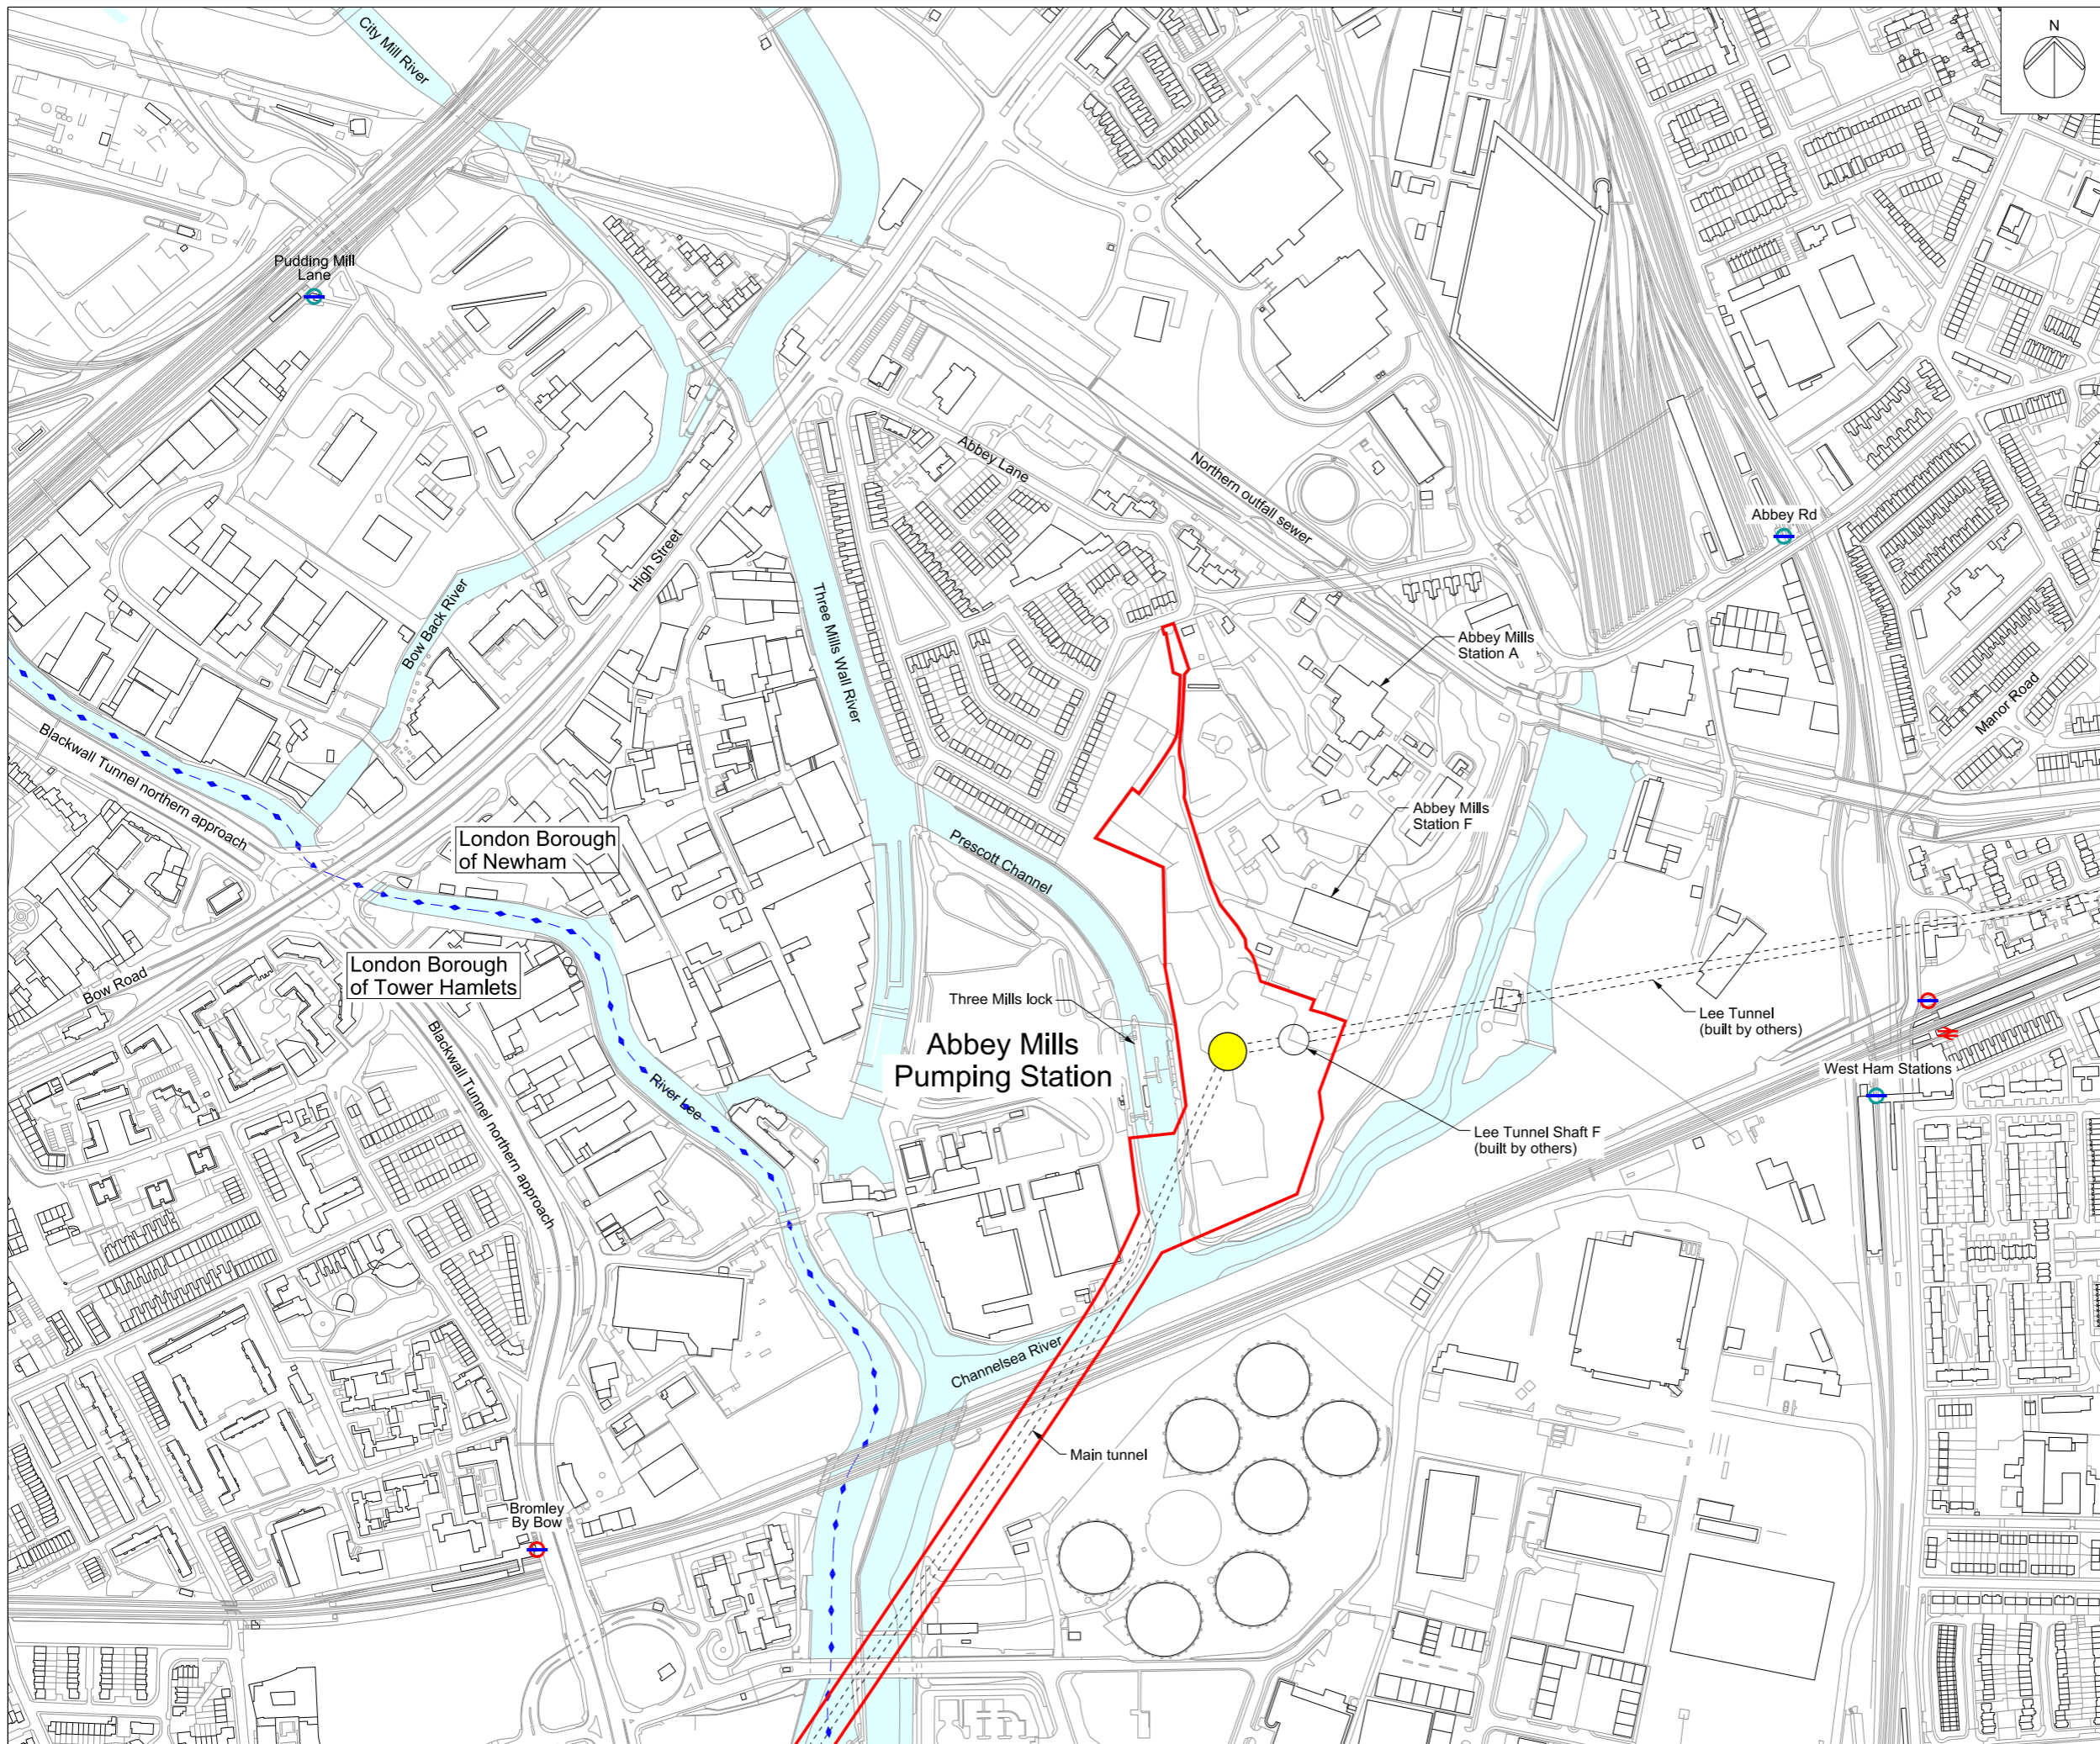 City Mill River
N
Pudding Mill
Lane
Abbey Lane
Northern outfall sewer
Abbey Rd
High Street
Bow Back River
Three Mills Wall River
Abbey Mills
Station A
Manor Road
Blackwall Tunnel northern approach
London Borough
of Newham
Prescott Channel
Abbey Mills
Station F
London Borough
of Tower Hamlets
Bow Road
Three Mills lock
Lee Tunnel
(built by others)
Abbey Mills
Pumping Station
Blackwall Tunnel northern approach
River Lee
West Ham Stations
Lee Tunnel Shaft F
(built by others)
Channelsea River
Main tunnel
Bromley
By Bow